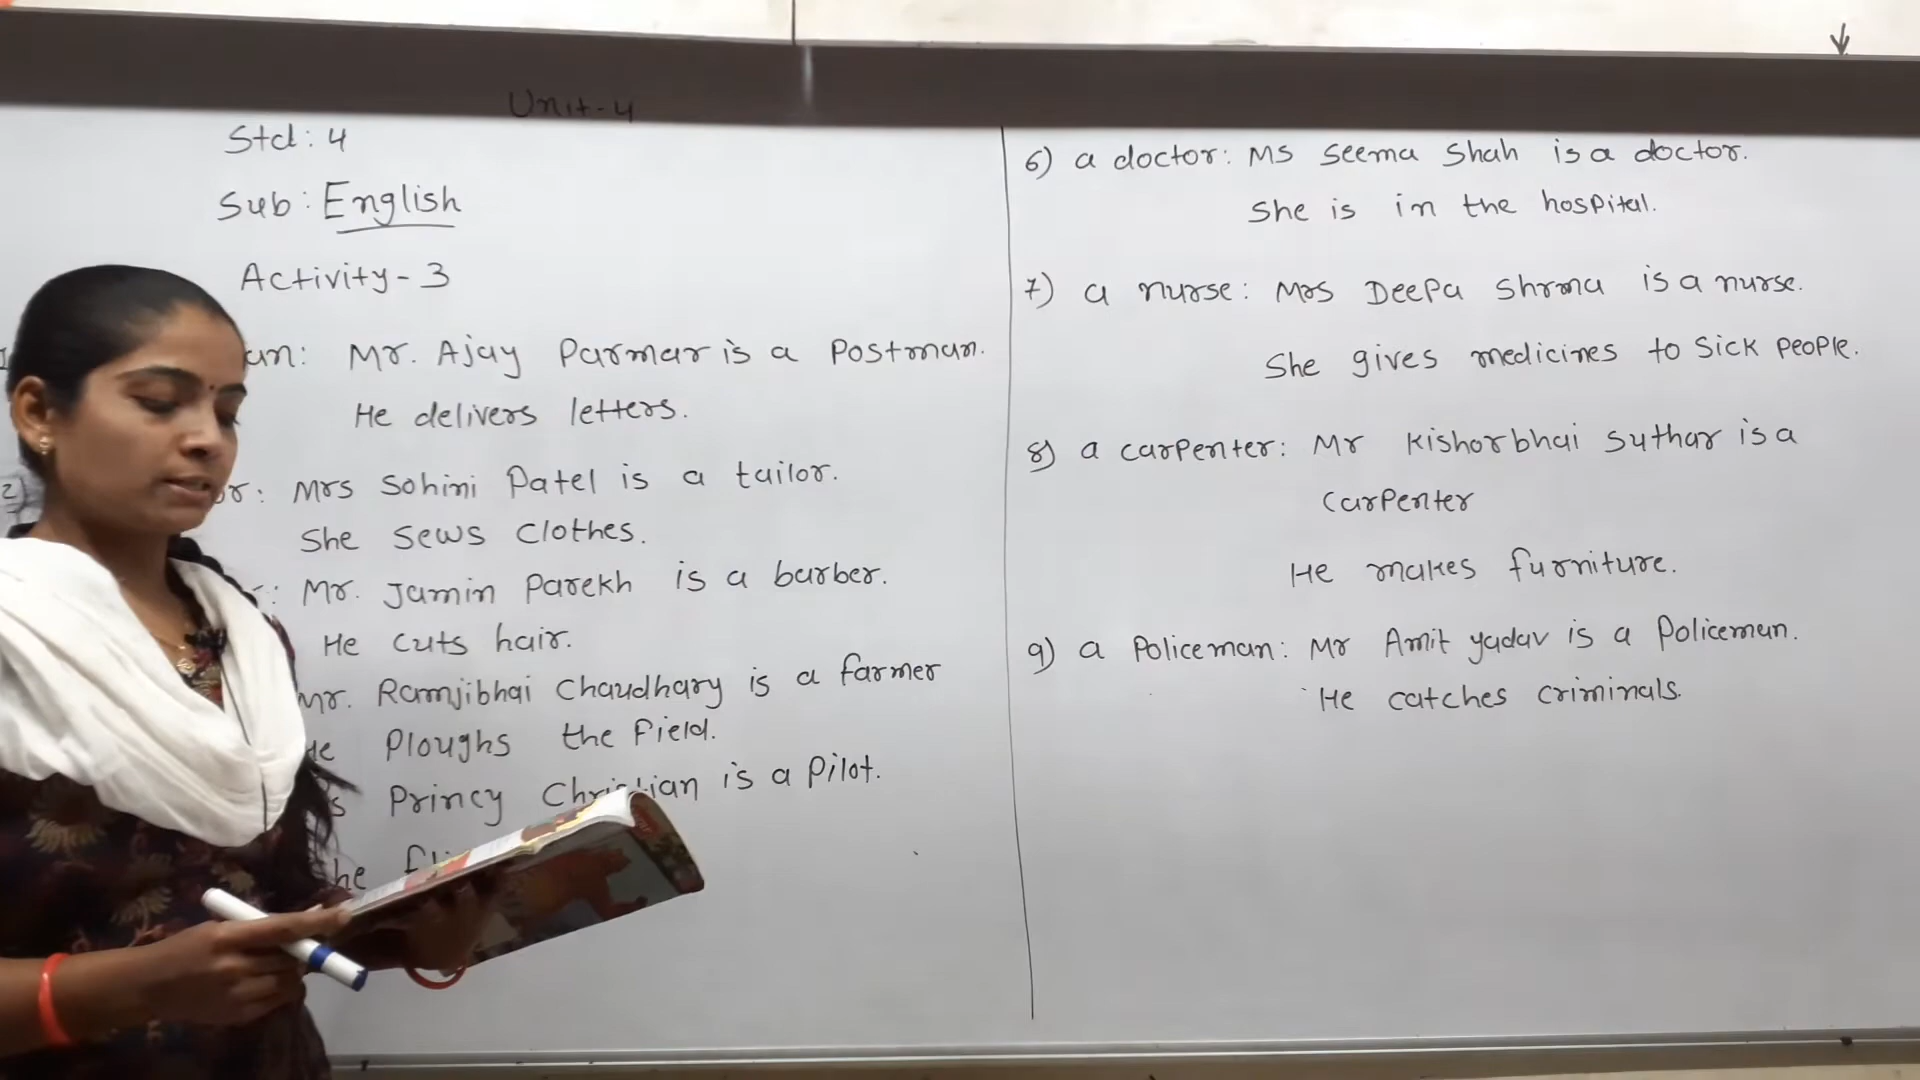 Unit-4
Std: 4
Sub: English
Activity-3
Mr. Ajay Parmar is a Postman.
He delivers letters.
2)
Mrs Sohini Patel is a tailor.
She sews clothes.
Mr. Jamin Parekh is a barber.
He cuts hair.
Mr. Ramjibhai Chaudhary is a farmer
Ploughs the field.
Princy Christian is a Pilot.
6) a doctor: Ms Seema Shah is a doctor.
She is in the hospital.
7) a nurse: Mrs Deepa Shrma is a nurse.
She gives medicines to sick people.
8) a carpenter: Mr Kishorbhai Suthar is a
carpenter
He makes furniture.
9) a Policeman: Mr Amit yadav is a Policeman.
He catches criminals.